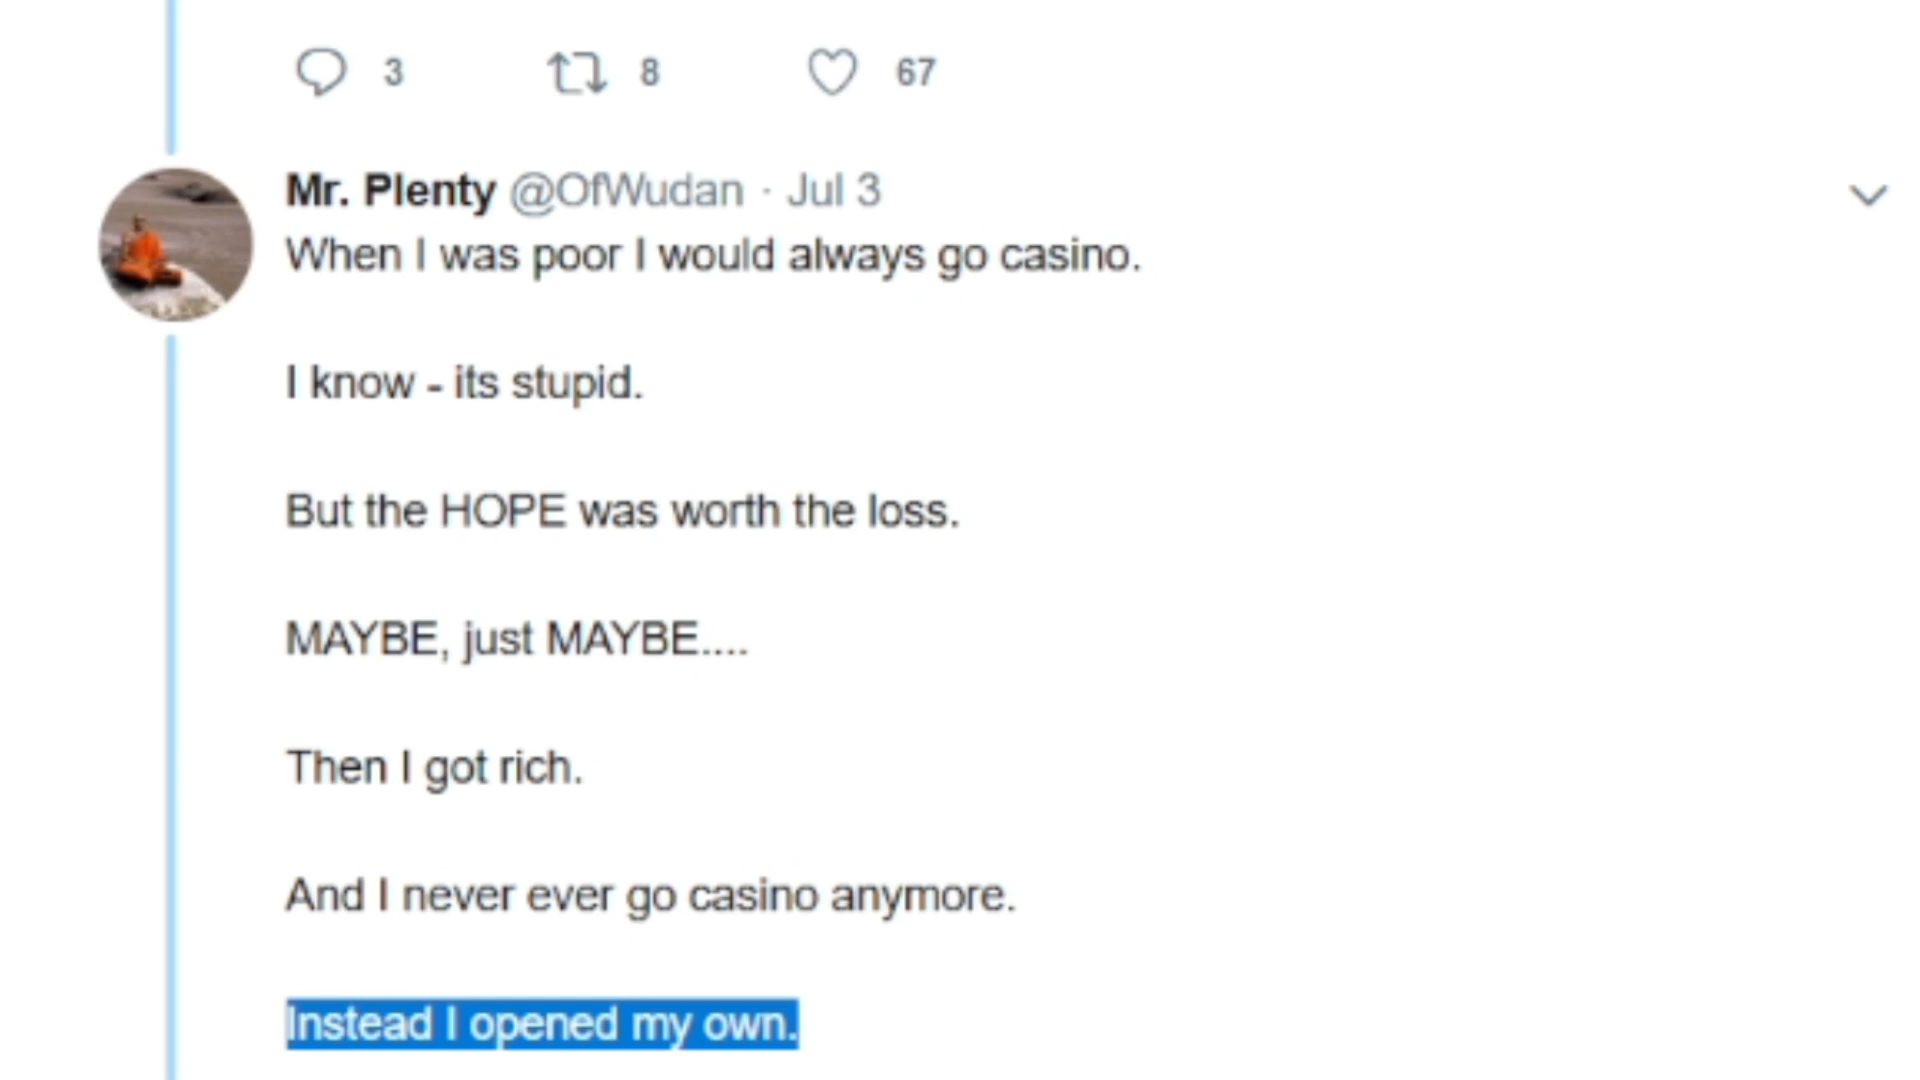 3 8 67
Mr. Plenty @OfWudan · Jul 3
When I was poor I would always go casino.
I know - its stupid.
But the HOPE was worth the loss.
MAYBE, just MAYBE....
Then I got rich.
And I never ever go casino anymore.
Instead I opened my own.